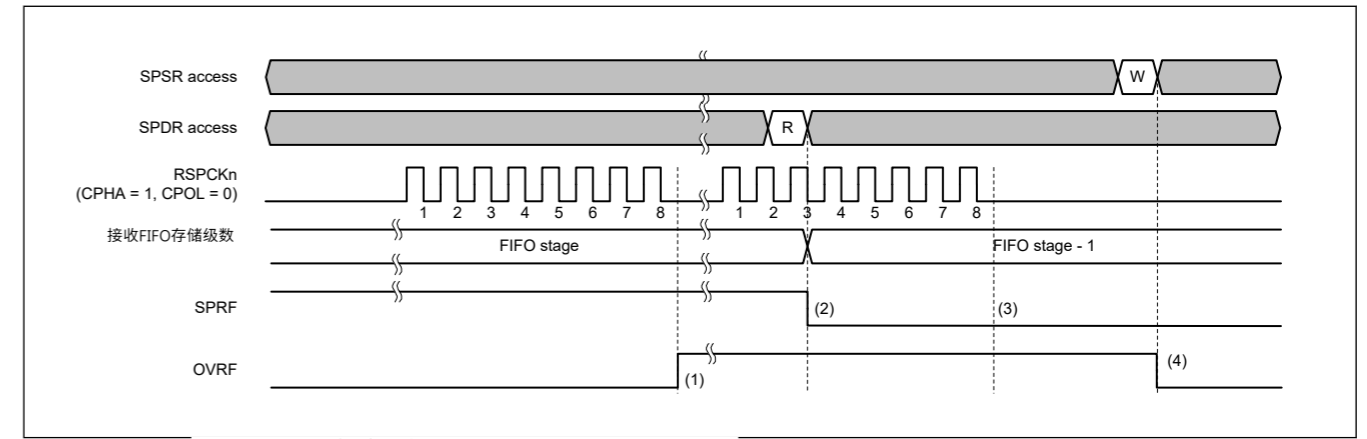 SPSR access
W
SPDR access
R
RSPCKn
(CPHA = 1, CPOL = 0)
1 2 3 4 5 6 7 8 1 2 3 4 5 6 7 8
接收FIFO存储级数
FIFO stage
FIFO stage - 1
SPRF
(2)
(3)
OVRF
(1)
(4)